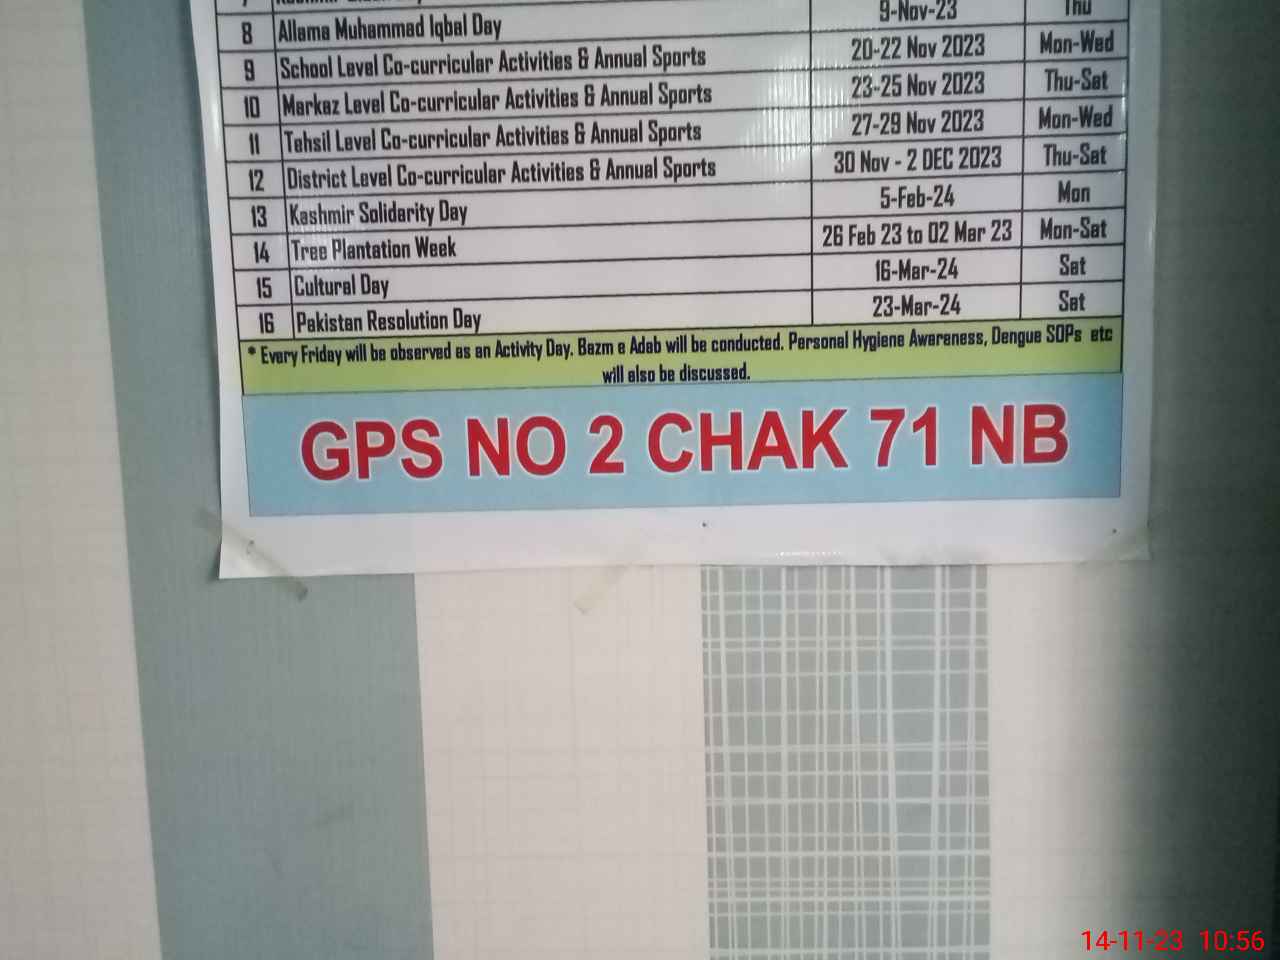 9-Nov-23 Thu
8 Allama Muhammad Iqbal Day
9 School Level Co-curricular Activities & Annual Sports 20-22 Nov 2023 Mon-Wed
10 Markaz Level Co-curricular Activities & Annual Sports 23-25 Nov 2023 Thu-Sat
11 Tehsil Level Co-curricular Activities & Annual Sports 27-29 Nov 2023 Mon-Wed
12 District Level Co-curricular Activities & Annual Sports 30 Nov - 2 DEC 2023 Thu-Sat
13 Kashmir Solidarity Day 5-Feb-24 Mon
14 Tree Plantation Week 26 Feb 23 to 02 Mar 23 Mon-Sat
15 Cultural Day 16-Mar-24 Sat
16 Pakistan Resolution Day 23-Mar-24 Sat
* Every Friday will be observed as an Activity Day. Bazm e Adab will be conducted. Personal Hygiene Awareness, Dengue SOPs etc
will also be discussed.
GPS NO 2 CHAK 71 NB
14-11-23 10:56